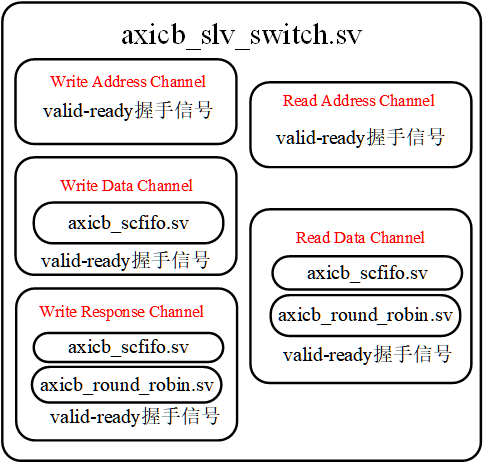 axicb_slv_switch.sv
Write Address Channel
valid-ready握手信号
Write Data Channel
axicb_scfifo.sv
valid-ready握手信号
Write Response Channel
axicb_scfifo.sv
axicb_round_robin.sv
valid-ready握手信号
Read Address Channel
valid-ready握手信号
Read Data Channel
axicb_scfifo.sv
axicb_round_robin.sv
valid-ready握手信号